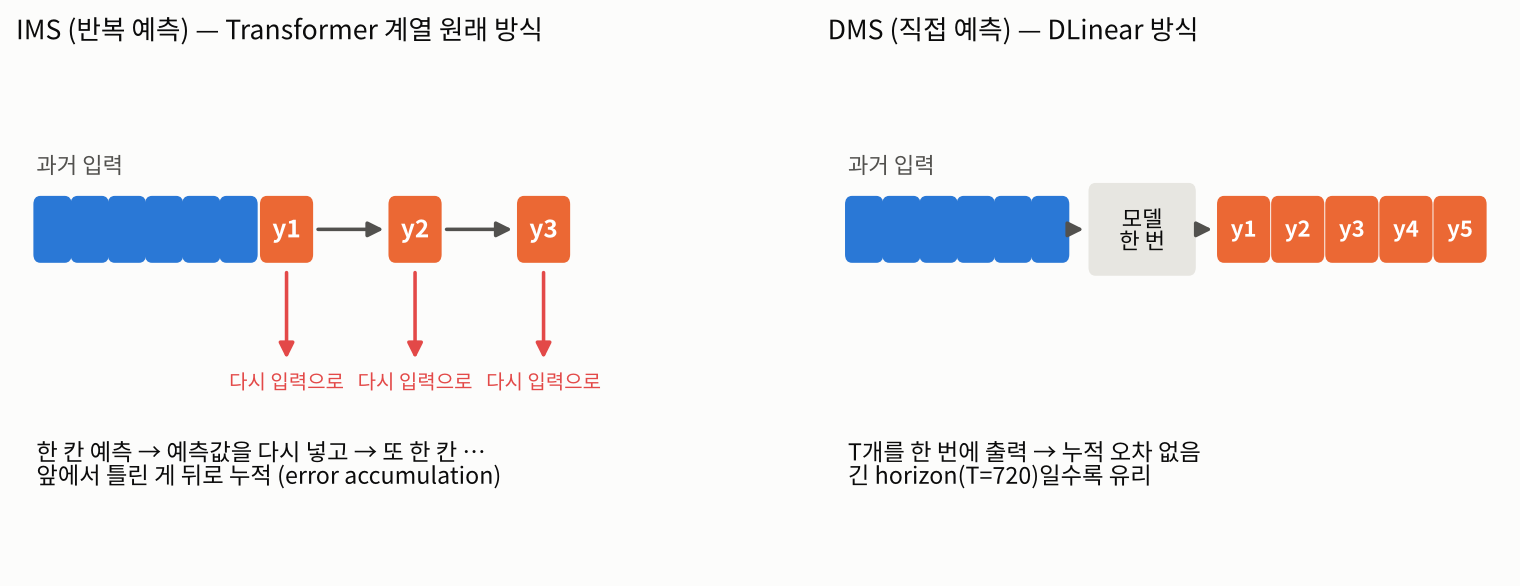 IMS (반복 예측) — Transformer 계열 원래 방식
과거 입력
y1
y2
y3
다시 입력으로
다시 입력으로
다시 입력으로
한 칸 예측 → 예측값을 다시 넣고 → 또 한 칸 ⋯
앞에서 틀린 게 뒤로 누적 (error accumulation)
DMS (직접 예측) — DLinear 방식
과거 입력
모델
한 번
y1
y2
y3
y4
y5
T개를 한 번에 출력 → 누적 오차 없음
긴 horizon(T=720)일수록 유리